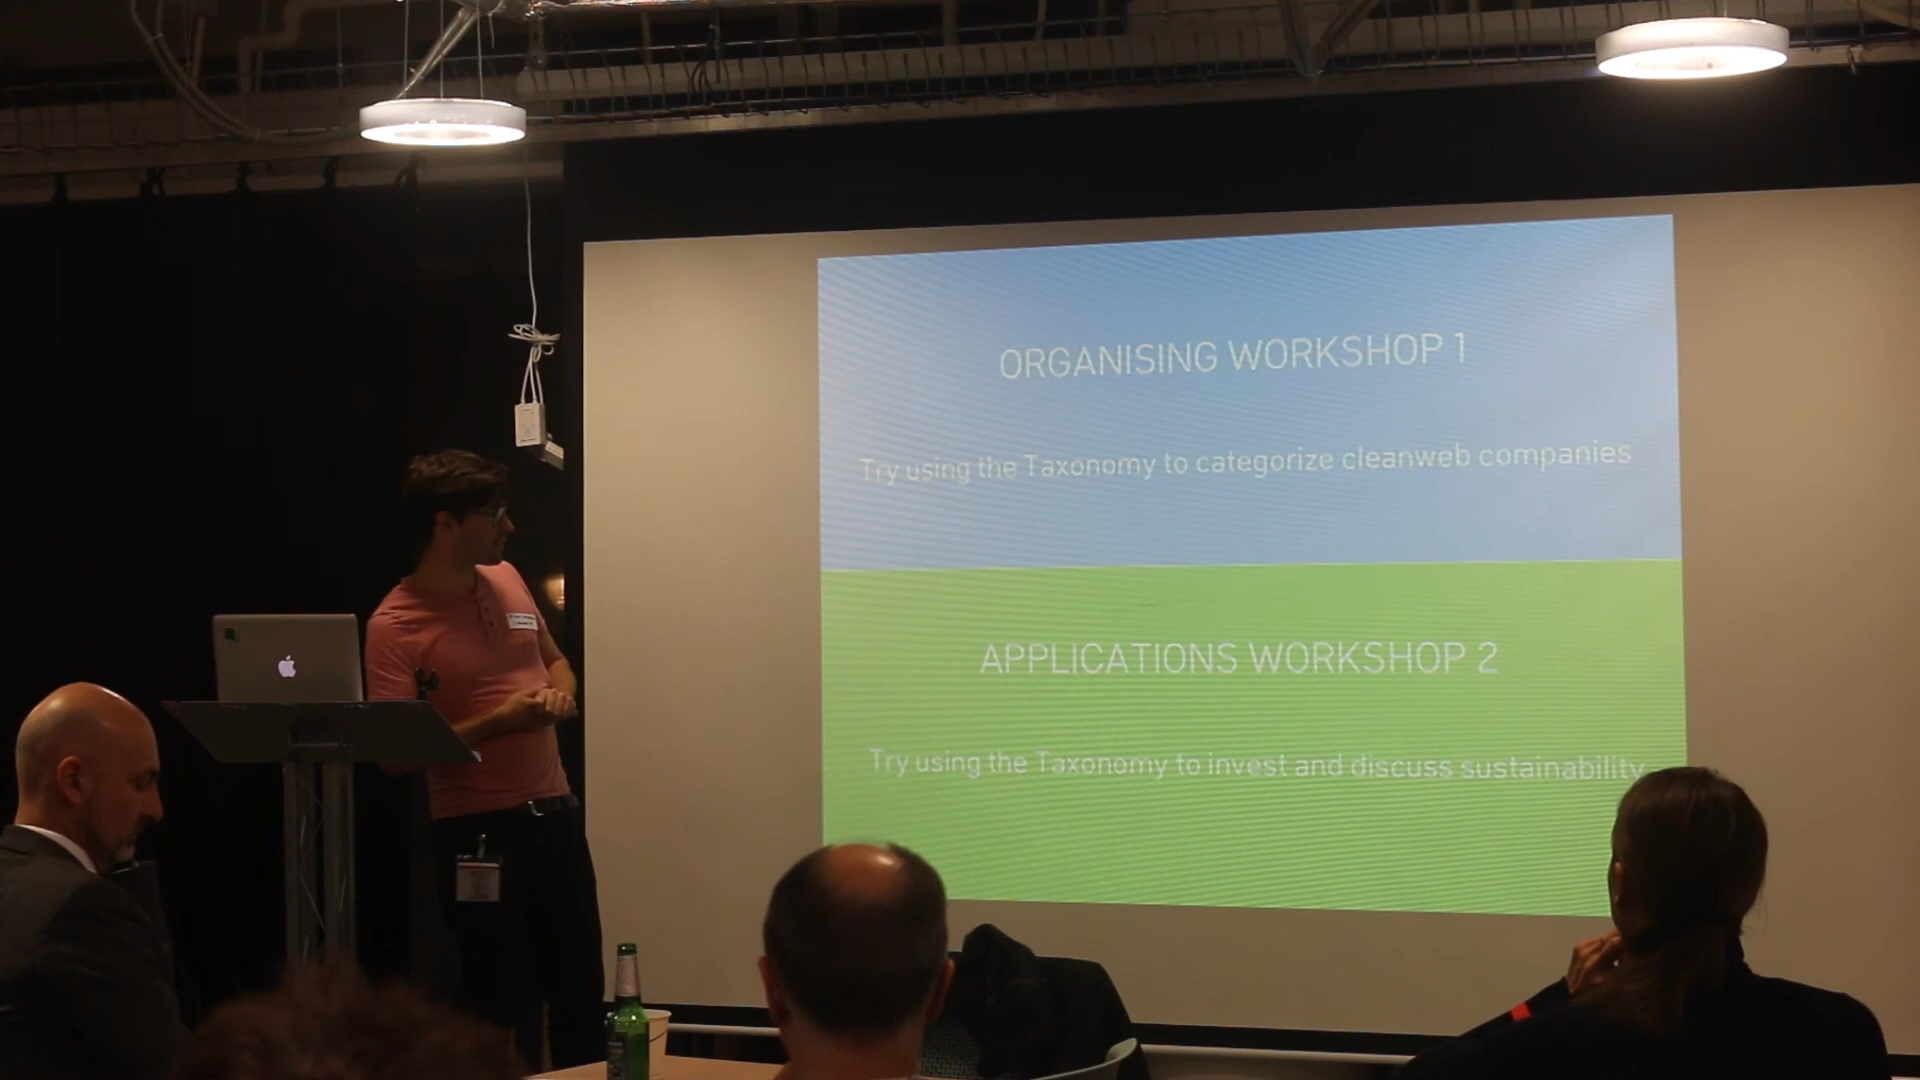 ORGANISING WORKSHOP 1
Try using the Taxonomy to categorize cleanweb companies
APPLICATIONS WORKSHOP 2
Try using the Taxonomy to invest and discuss sustainability